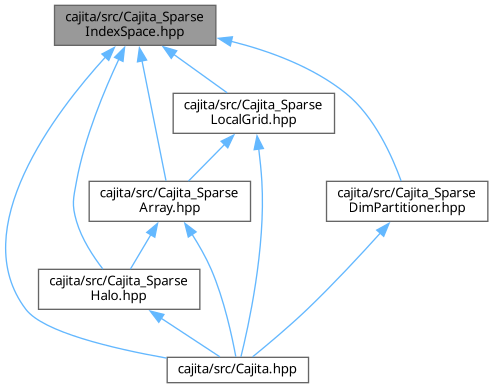 cajita/src/Cajita_Sparse
IndexSpace.hpp
cajita/src/Cajita_Sparse
LocalGrid.hpp
cajita/src/Cajita_Sparse
Array.hpp
cajita/src/Cajita_Sparse
DimPartitioner.hpp
cajita/src/Cajita_Sparse
Halo.hpp
cajita/src/Cajita.hpp